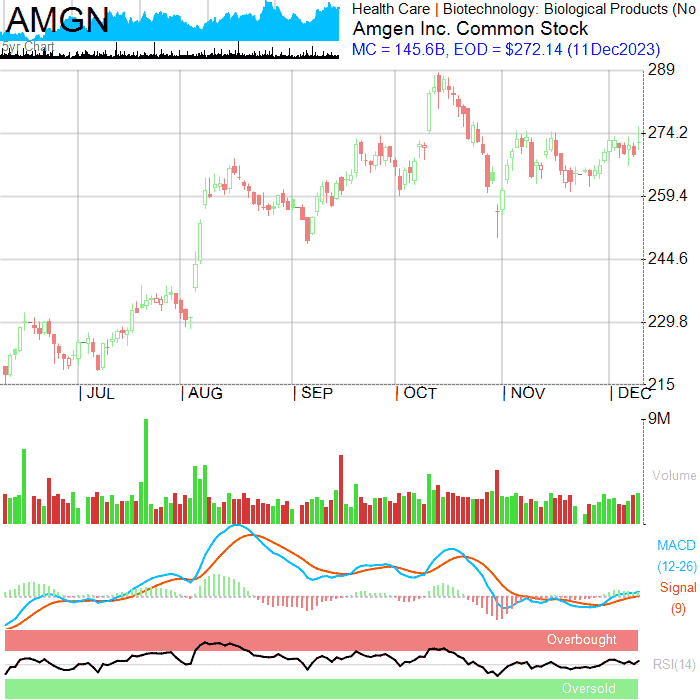 AMGN
5yr Chart
Health Care | Biotechnology: Biological Products (No
Amgen Inc. Common Stock
MC = 145.6B, EOD = $272.14 (11Dec2023)
289
274.2
259.4
244.6
229.8
215
| JUL | AUG | SEP | OCT | NOV | DEC
9M
Volume
MACD
(12-26)
Signal
(9)
Overbought
RSI(14)
Oversold